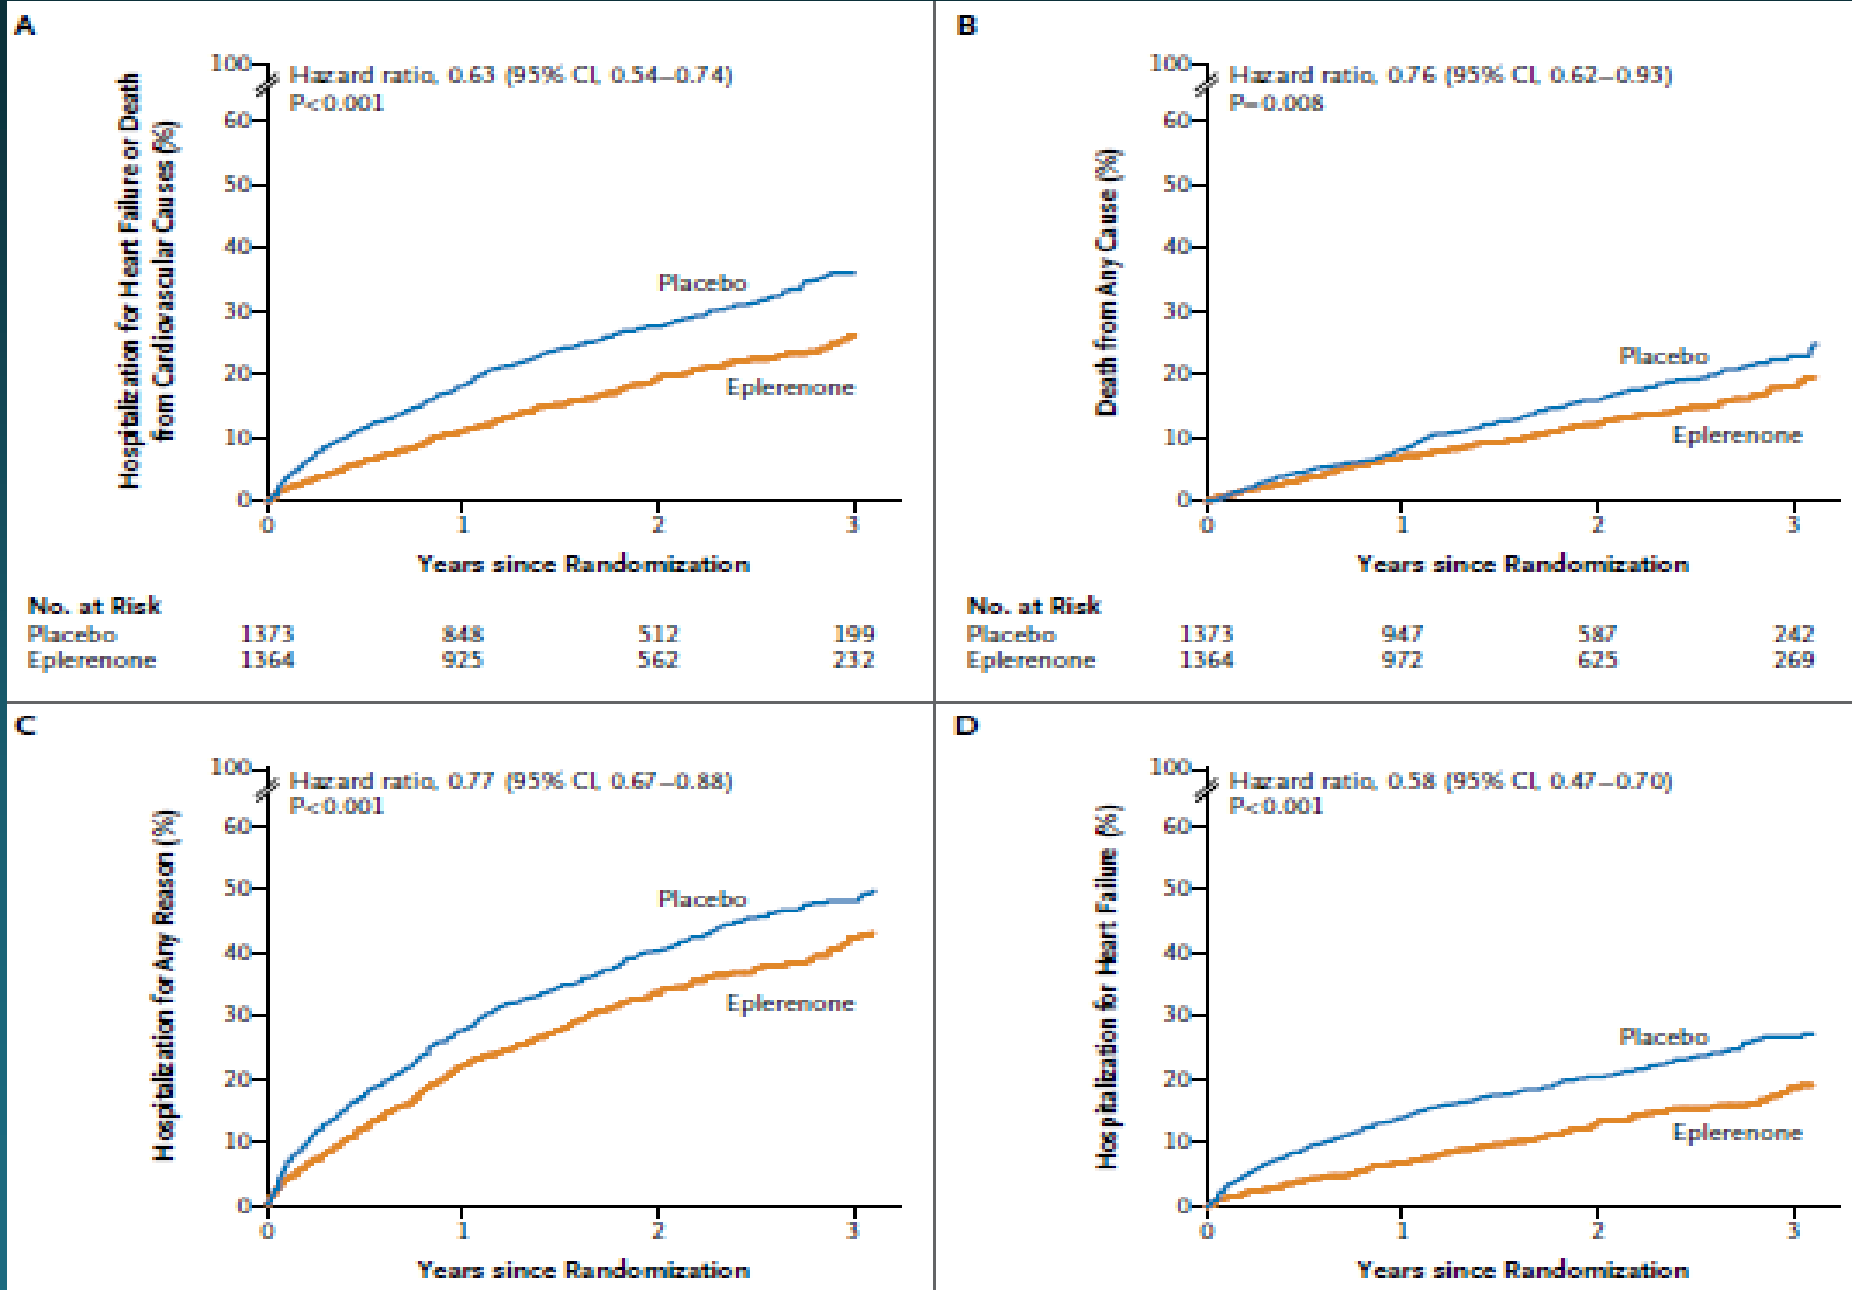 A
Hospitalization for Heart Failure or Death
from Cardiovascular Causes (%)
100
60
50
40
30
20
10
0
Hazard ratio, 0.63 (95% CI, 0.54–0.74)
P<0.001
Placebo
Eplerenone
0 1 2 3
Years since Randomization
No. at Risk
Placebo 1373 848 512 199
Eplerenone 1364 925 562 232
B
Death from Any Cause (%)
100
60
50
40
30
20
10
0
Hazard ratio, 0.76 (95% CI, 0.62–0.93)
P=0.008
Placebo
Eplerenone
0 1 2 3
Years since Randomization
No. at Risk
Placebo 1373 947 587 242
Eplerenone 1364 972 625 269
C
Hospitalization for Any Reason (%)
100
60
50
40
30
20
10
0
Hazard ratio, 0.77 (95% CI, 0.67–0.88)
P<0.001
Placebo
Eplerenone
0 1 2 3
Years since Randomization
D
Hospitalization for Heart Failure (%)
100
60
50
40
30
20
10
0
Hazard ratio, 0.58 (95% CI, 0.47–0.70)
P<0.001
Placebo
Eplerenone
0 1 2 3
Years since Randomization